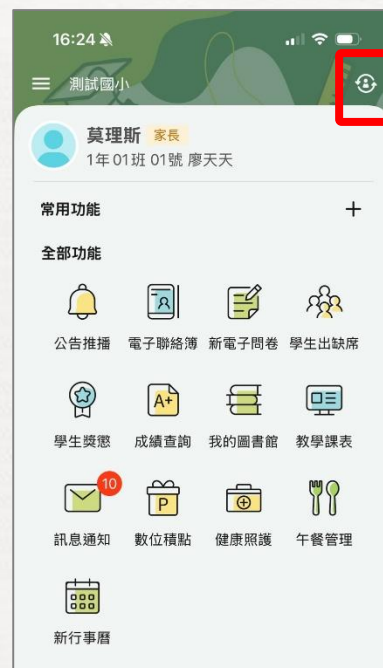 16:24
測試國小
莫理斯 家長
1年 01班 01號 廖天天
常用功能 +
全部功能
公告推播 電子聯絡簿 新電子問卷 學生出缺席
A+
學生獎懲 成績查詢 我的圖書館 教學課表
10 P
訊息通知 數位積點 健康照護 午餐管理
新行事曆